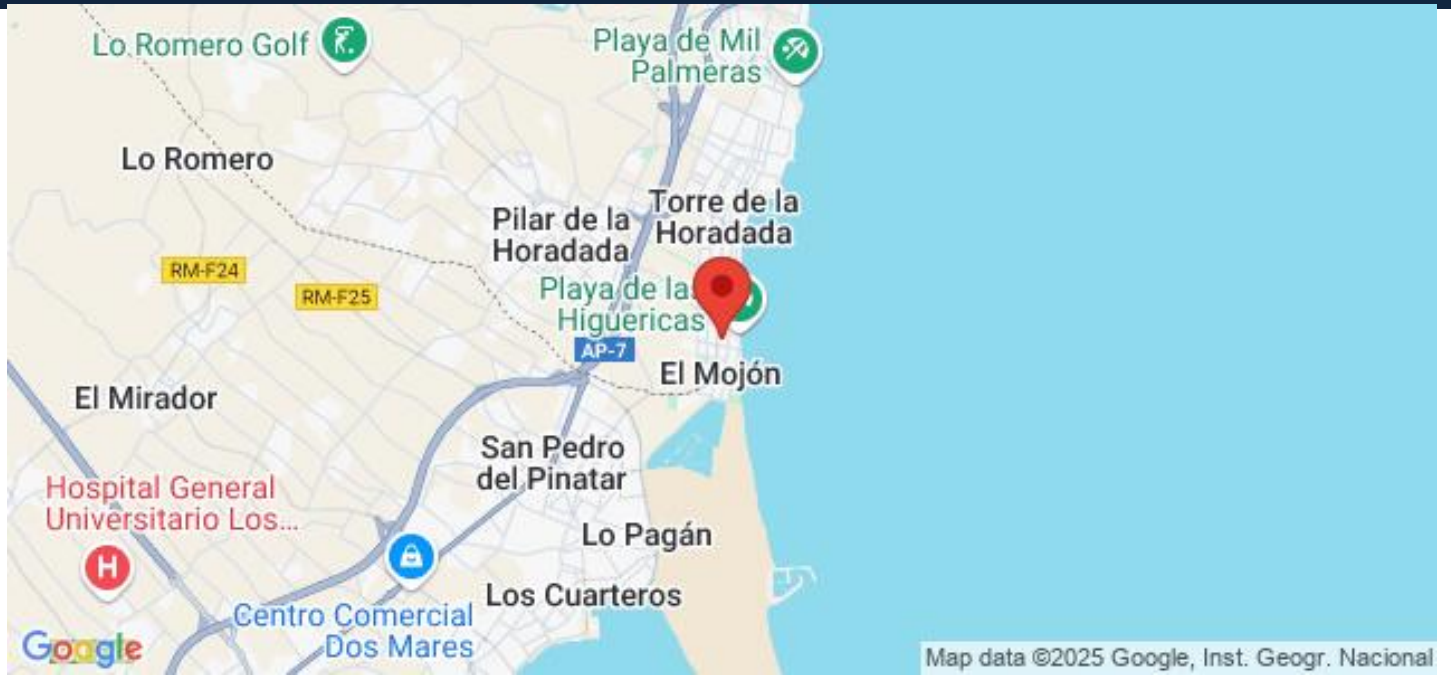 Lo Romero Golf
Playa de Mil
Palmeras
Lo Romero
Pilar de la
Horadada
Torre de la
Horadada
RM-F24
RM-F25
Playa de las
Higuericas
AP-7
El Mojón
El Mirador
San Pedro
del Pinatar
Hospital General
Universitario Los...
H
Lo Pagán
Los Cuarteros
Centro Comercial
Dos Mares
Google
Map data ©2025 Google, Inst. Geogr. Nacional